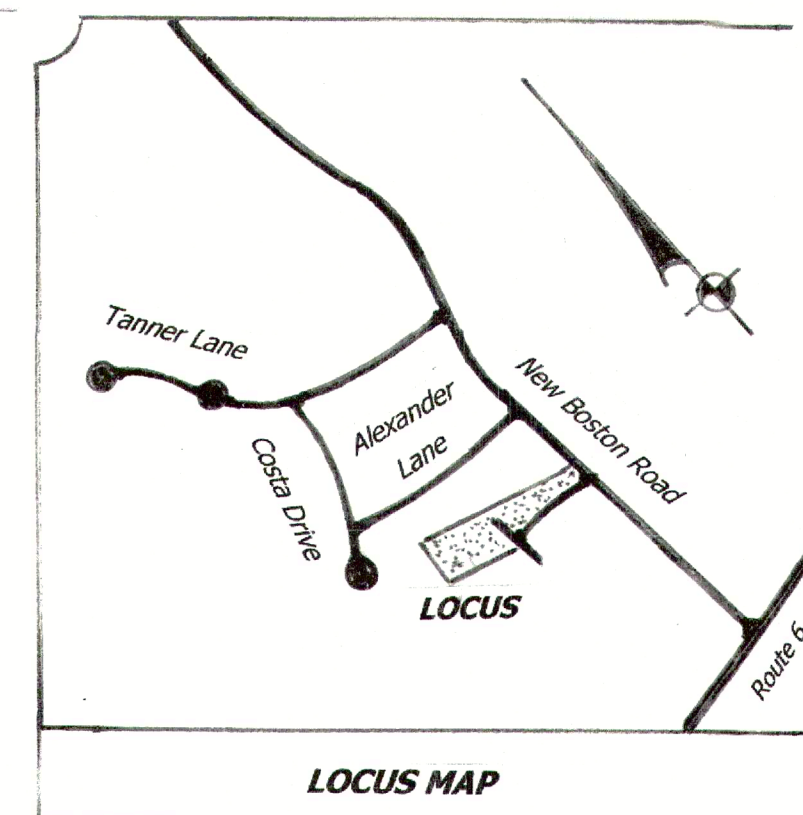 Tanner Lane
New Boston Road
Alexander
Lane
Costa Drive
LOCUS
Route 6
LOCUS MAP